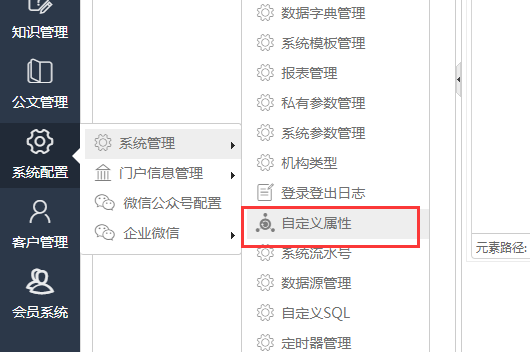 知识管理
公文管理
系统配置
客户管理
会员系统
系统管理
门户信息管理
微信公众号配置
企业微信
数据字典管理
系统模板管理
报表管理
私有参数管理
系统参数管理
机构类型
登录登出日志
自定义属性
系统流水号
数据源管理
自定义SQL
定时器管理
元素路径: